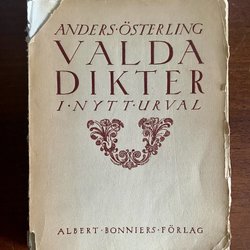 ANDERS·ÖSTERLING
VALDA
DIKTER
I·NYTT·URVAL
ALBERT·BONNIERS·FÖRLAG